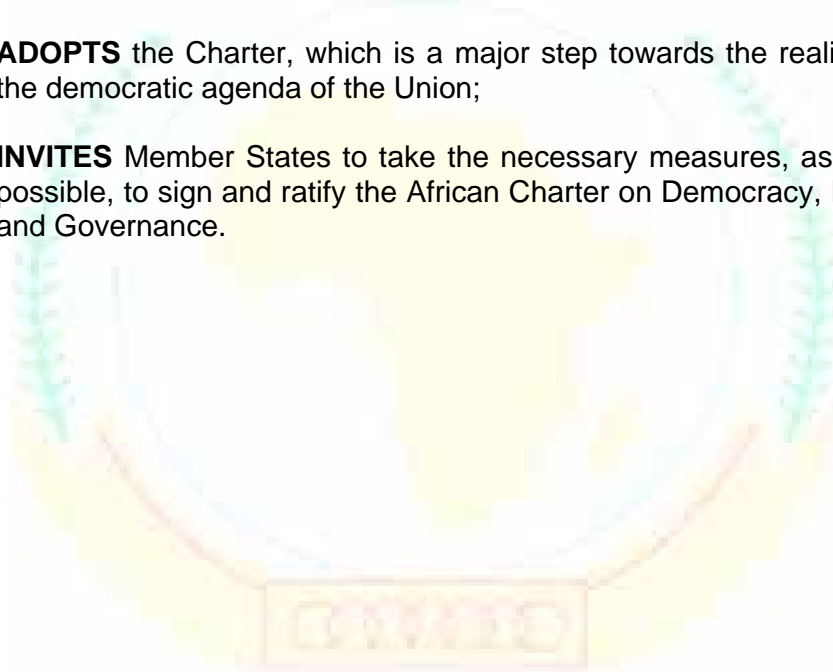 ADOPTS the Charter, which is a major step towards the reali
the democratic agenda of the Union;
INVITES Member States to take the necessary measures, as
possible, to sign and ratify the African Charter on Democracy,
and Governance.